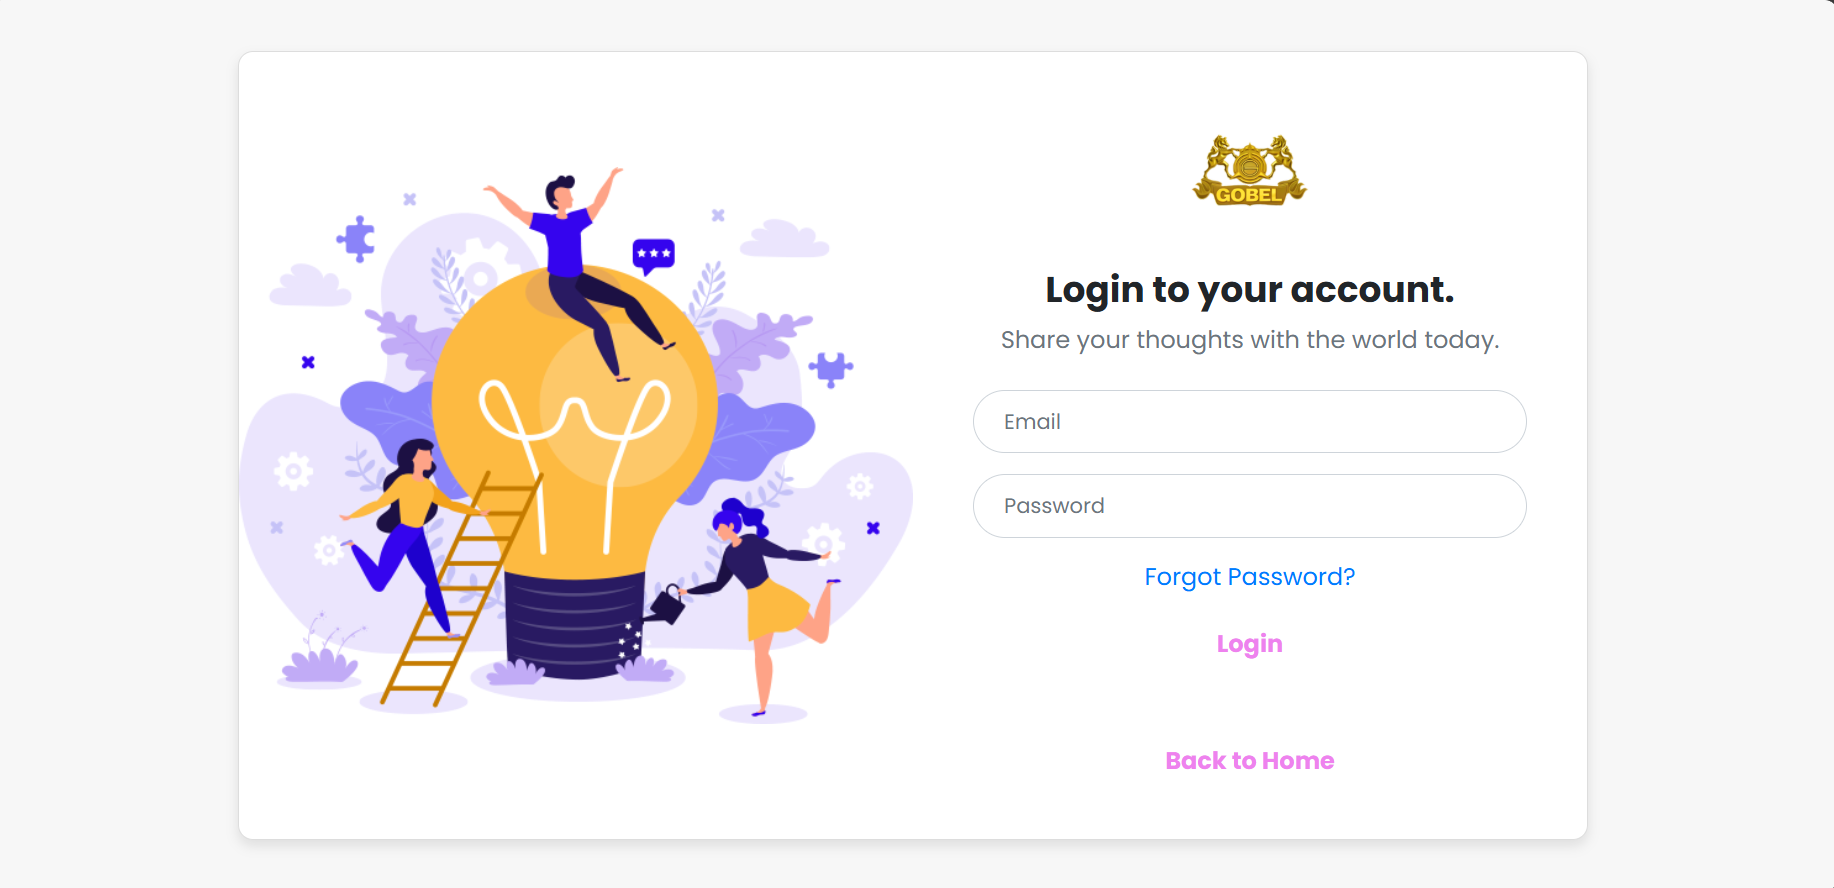 GOBEL
Login to your account.
Share your thoughts with the world today.
Email
Password
Forgot Password?
Login
Back to Home